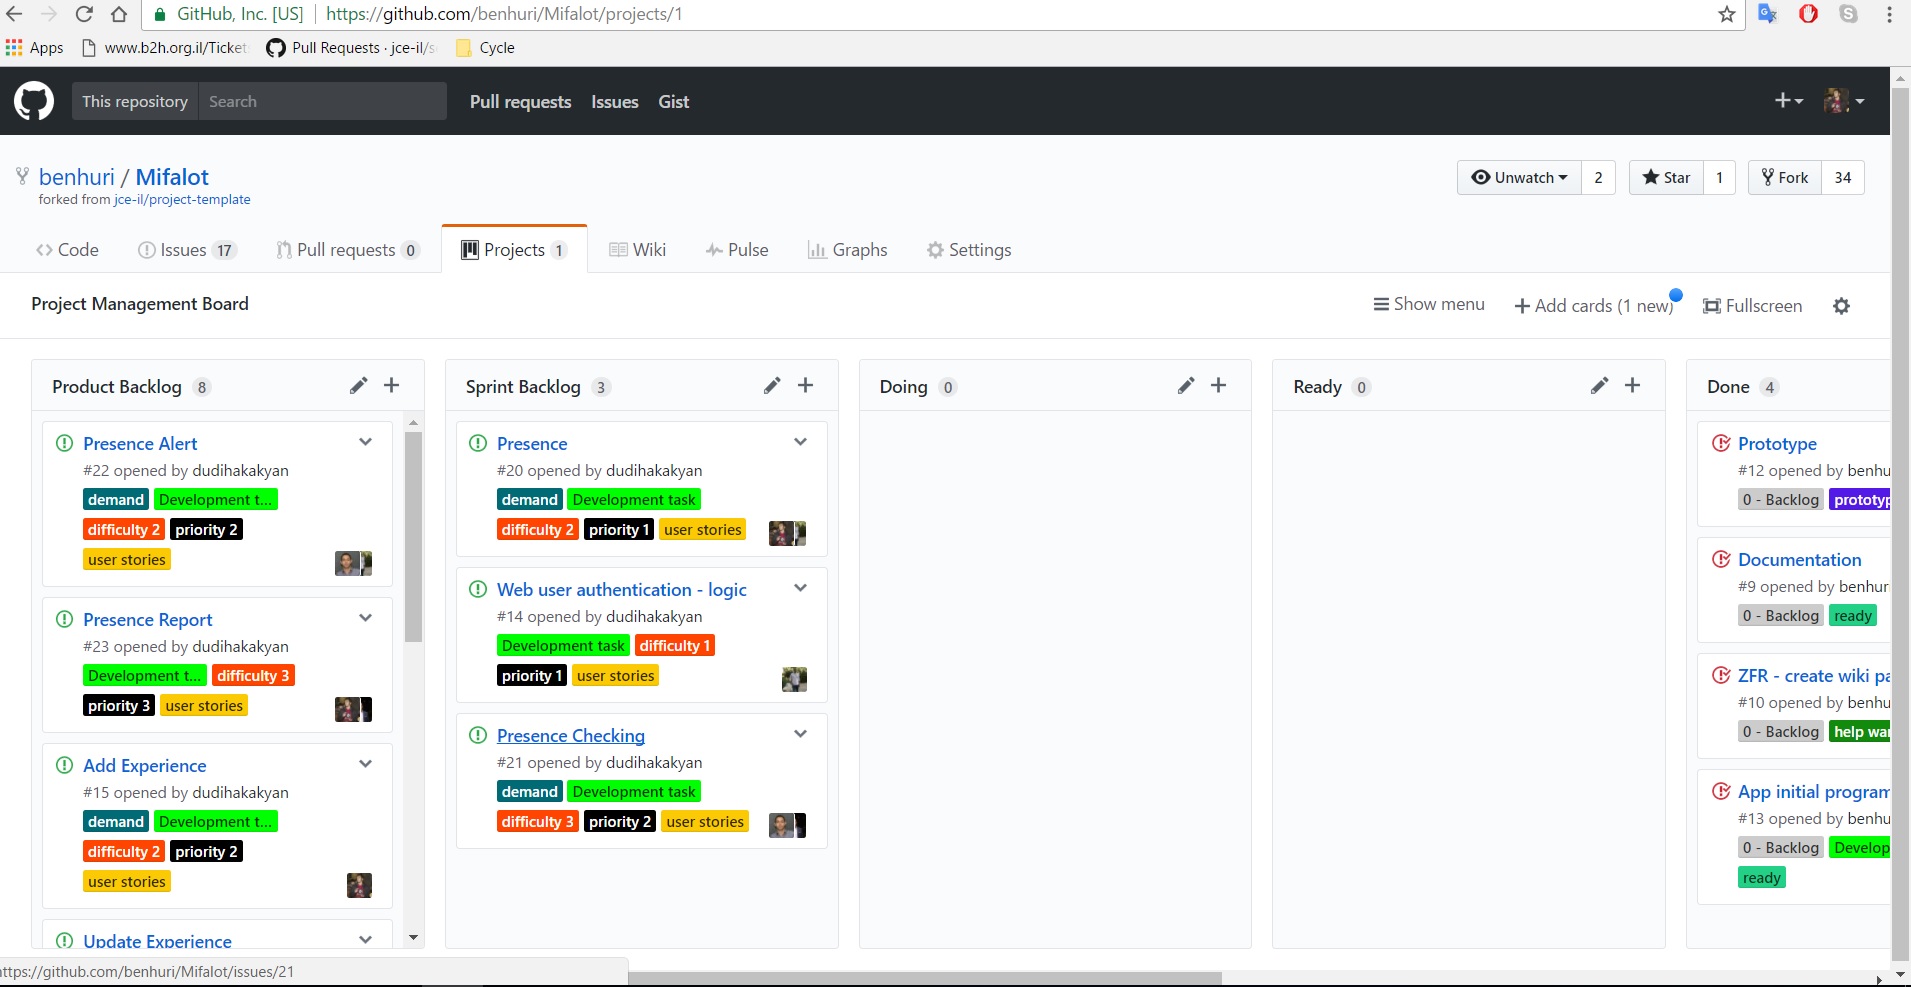 GitHub, Inc. [US] https://github.com/benhuri/Mifalot/projects/1
Apps www.b2h.org.il/Ticket Pull Requests · jce-il/s Cycle
This repository Search Pull requests Issues Gist
benhuri / Mifalot Unwatch 2 Star 1 Fork 34
forked from jce-il/project-template
Code Issues 17 Pull requests 0 Projects 1 Wiki Pulse Graphs Settings
Project Management Board Show menu Add cards (1 new) Fullscreen
Product Backlog 8
Presence Alert
#22 opened by dudihakakyan
demand Development t...
difficulty 2 priority 2
user stories
Presence Report
#23 opened by dudihakakyan
Development t... difficulty 3
priority 3 user stories
Add Experience
#15 opened by dudihakakyan
demand Development t...
difficulty 2 priority 2
user stories
Update Experience
Sprint Backlog 3
Presence
#20 opened by dudihakakyan
demand Development task
difficulty 2 priority 1 user stories
Web user authentication - logic
#14 opened by dudihakakyan
Development task difficulty 1
priority 1 user stories
Presence Checking
#21 opened by dudihakakyan
demand Development task
difficulty 3 priority 2 user stories
Doing 0
Ready 0
Done 4
Prototype
#12 opened by benhu
0 - Backlog prototyp
Documentation
#9 opened by benhuri
0 - Backlog ready
ZFR - create wiki pa
#10 opened by benhu
0 - Backlog help wa
App initial program
#13 opened by benhu
0 - Backlog Develop
ready
ttps://github.com/benhuri/Mifalot/issues/21